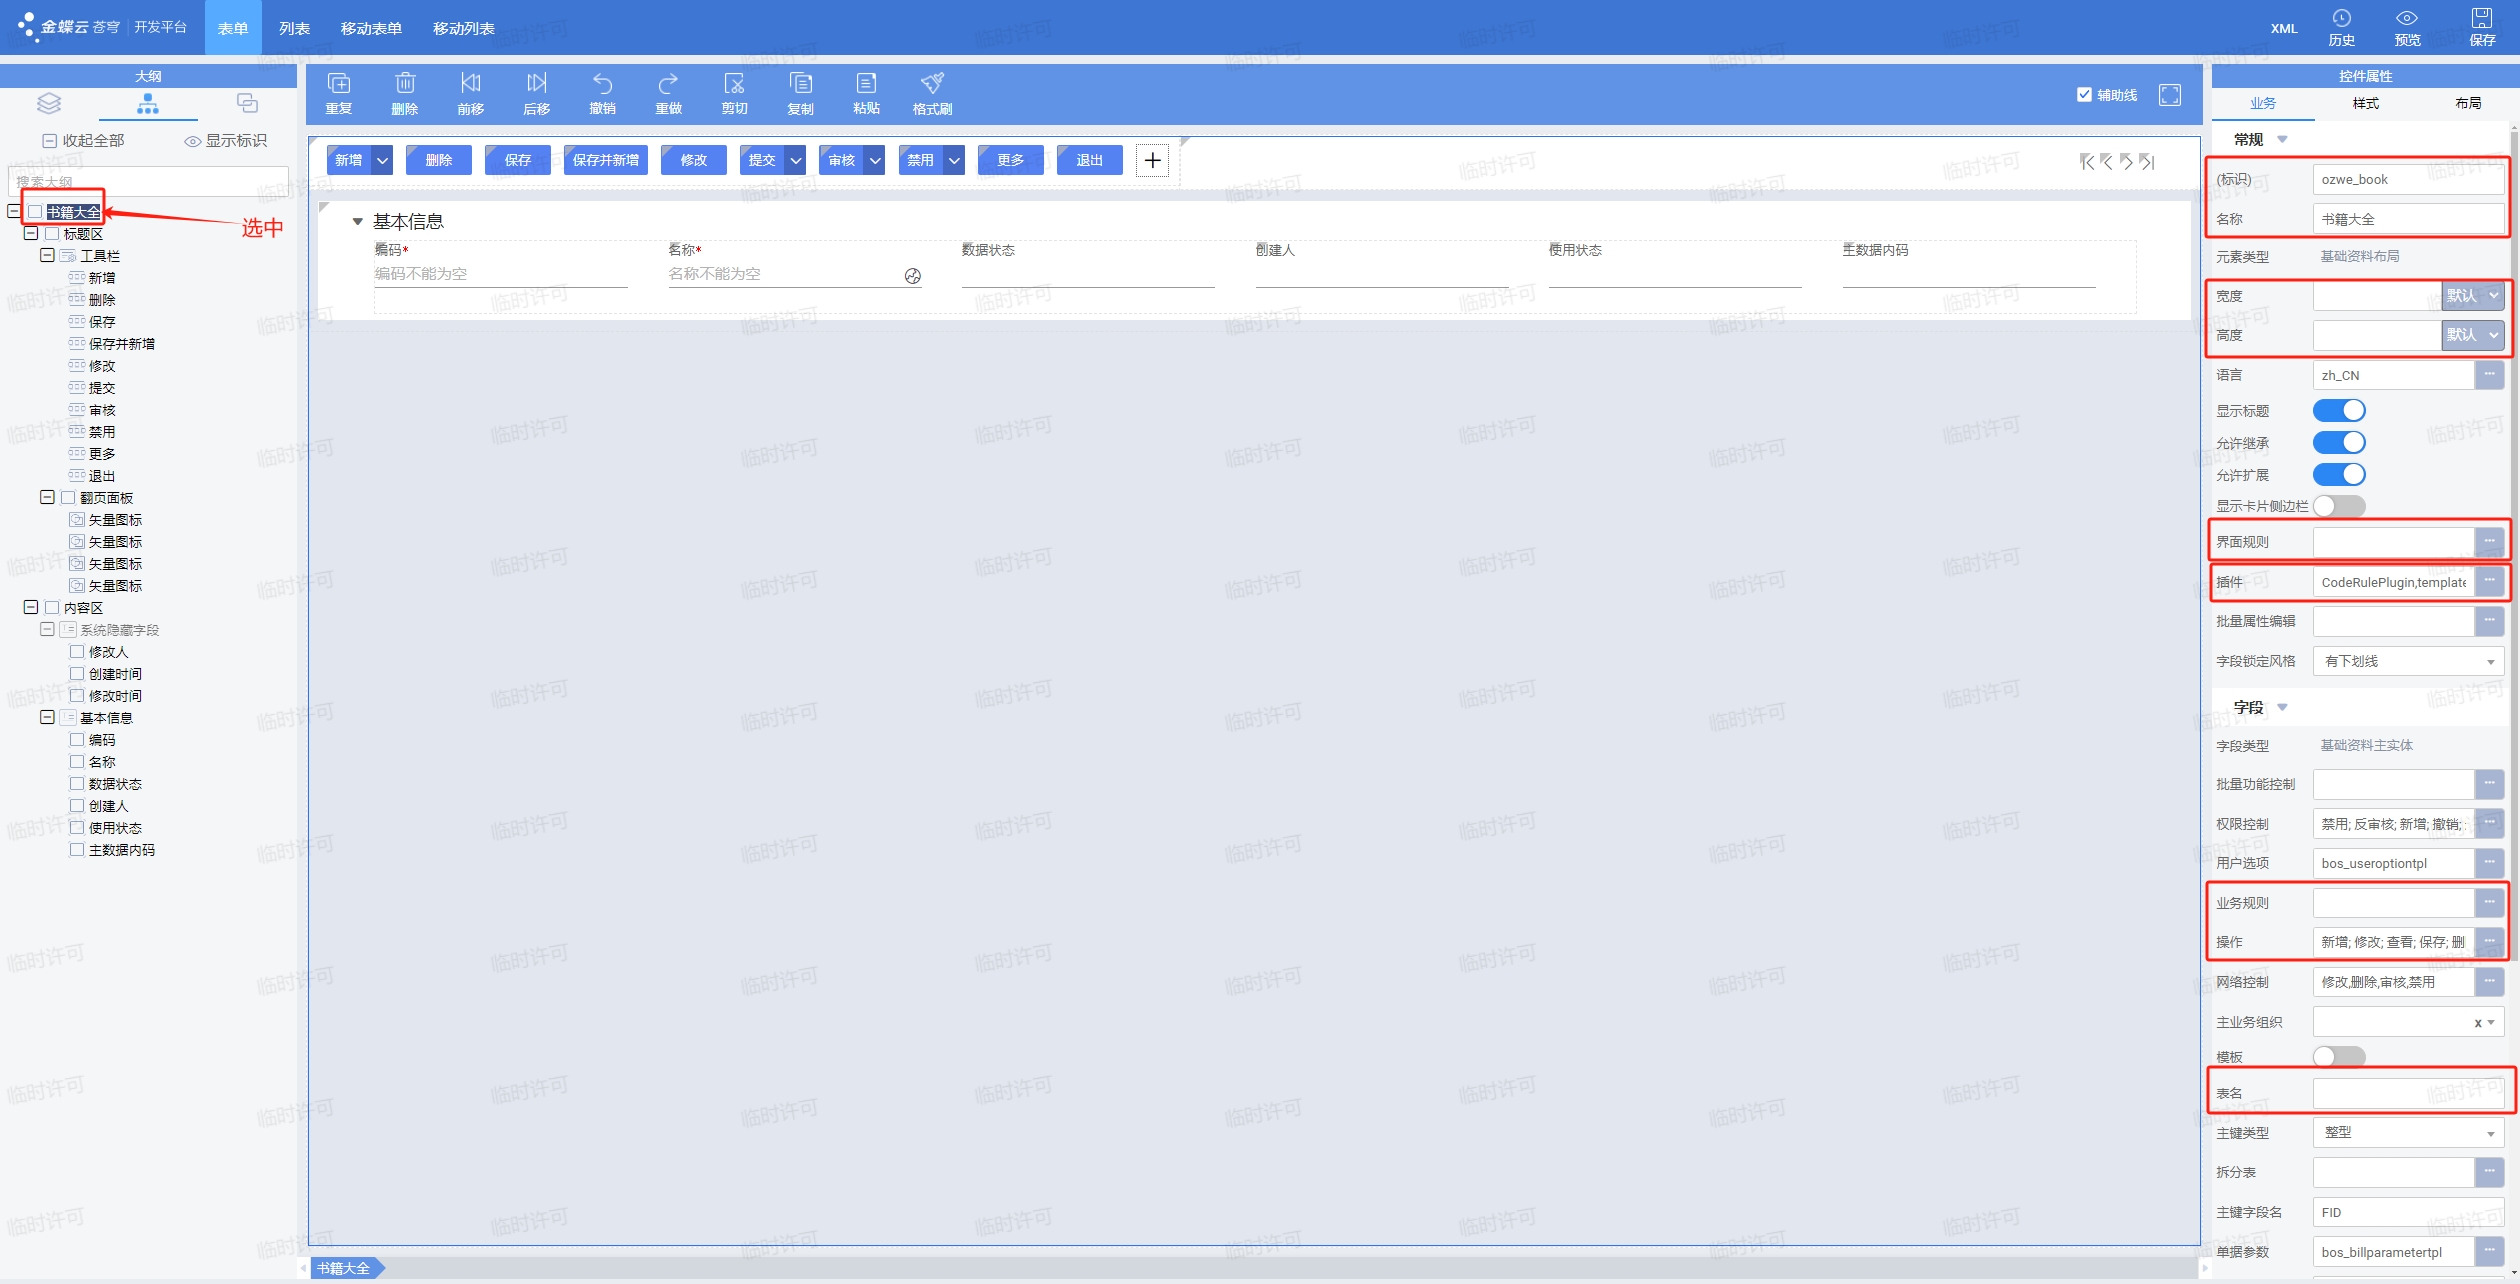 金蝶云 苍穹 开发平台 表单 列表 移动表单 移动列表 XML 历史 预览 保存
大纲
收起全部 显示标识
搜索大纲
书籍大全
选中
标题区
工具栏
新增
删除
保存
保存并新增
修改
提交
审核
禁用
更多
退出
翻页面板
矢量图标
矢量图标
矢量图标
矢量图标
内容区
系统隐藏字段
修改人
创建时间
修改时间
基本信息
编码
名称
数据状态
创建人
使用状态
主数据内码
重复 删除 前移 后移 撤销 重做 剪切 复制 粘贴 格式刷 辅助线
新增 删除 保存 保存并新增 修改 提交 审核 禁用 更多 退出
基本信息
编码* 名称* 数据状态 创建人 使用状态 主数据内码
编码不能为空 名称不能为空
书籍大全
控件属性
业务 样式 布局
常规
(标识) ozwe_book
名称 书籍大全
元素类型 基础资料布局
宽度 默认
高度 默认
语言 zh_CN
显示标题
允许继承
允许扩展
显示卡片侧边栏
界面规则
插件 CodeRulePlugin,template
批量属性编辑
字段锁定风格 有下划线
字段
字段类型 基础资料主实体
批量功能控制
权限控制 禁用; 反审核; 新增; 撤销;
用户选项 bos_useroptiontpl
业务规则
操作 新增; 修改; 查看; 保存; 删
网络控制 修改,删除,审核,禁用
主业务组织 x
模板
表名
主键类型 整型
拆分表
主键字段名 FID
单据参数 bos_billparametertpl
临时许可